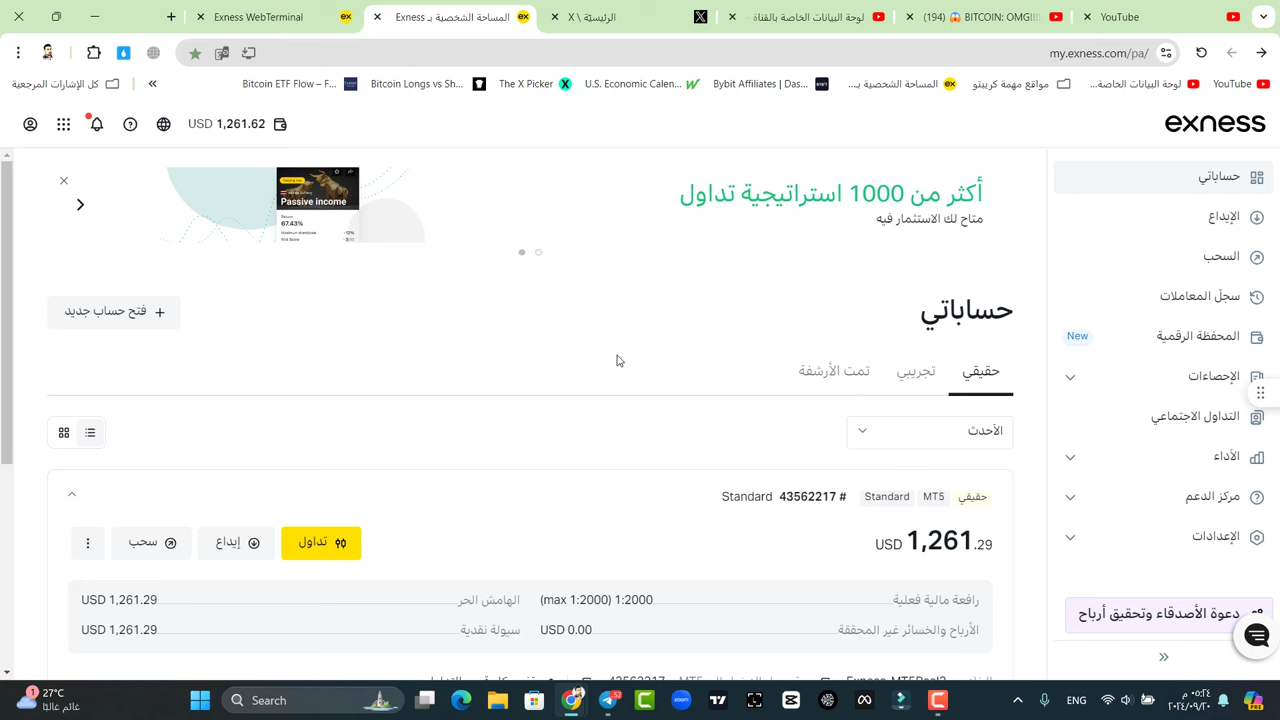 Exness WebTerminal
المساحة الشخصية بـ Exness
الرئيسيّة / X
لوحة البيانات الخاصة بالقناة -
(194) 😱 BITCOIN: OMG!!!!
YouTube
my.exness.com/pa/
YouTube
لوحة البيانات الخاصة...
مواقع مهمة كريبتو
المساحة الشخصية بـ...
Bybit Affiliates | Das...
U.S. Economic Calen...
The X Picker
Bitcoin Longs vs Sh...
Bitcoin ETF Flow – F...
كل الإشارات المرجعية
exness
USD 1,261.62
حساباتي
الإيداع
السحب
سجلّ المعاملات
المحفظة الرقمية
New
الإحصاءات
التداول الاجتماعي
الأداء
مركز الدعم
الإعدادات
دعوة الأصدقاء وتحقيق أرباح
أكثر من 1000 استراتيجية تداول
متاح لك الاستثمار فيه
Passive income
Return
67.43%
حساباتي
+ فتح حساب جديد
حقيقي
تجريبي
تمت الأرشفة
الأحدث
حقيقي
MT5
Standard
Standard 43562217 #
USD 1,261.29
تداول
إيداع
سحب
رافعة مالية فعلية
1:2000 (max 1:2000)
الهامش الحر
USD 1,261.29
الأرباح والخسائر غير المحققة
USD 0.00
سيولة نقدية
USD 1,261.29
27°C
غائم غالبًا
Search
32
zoom
ENG
PRE